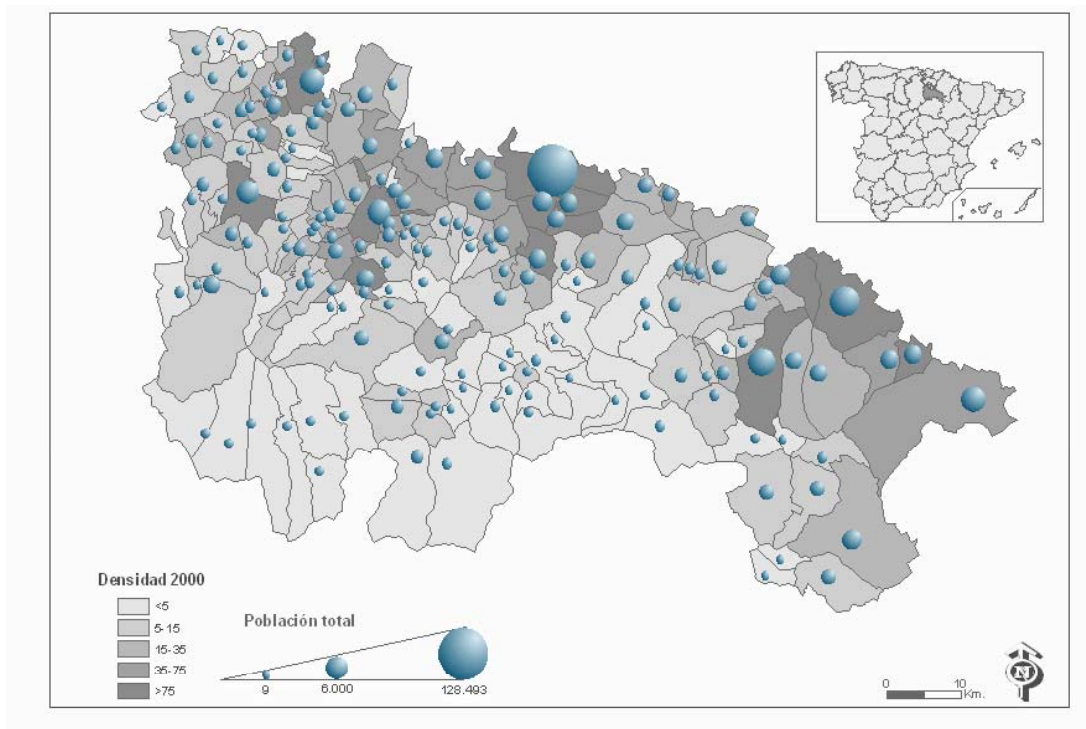 Densidad 2000
<5
5-15
15-35
35-75
>75
Población total
9
6.000
128.493
0
10
Km.
N